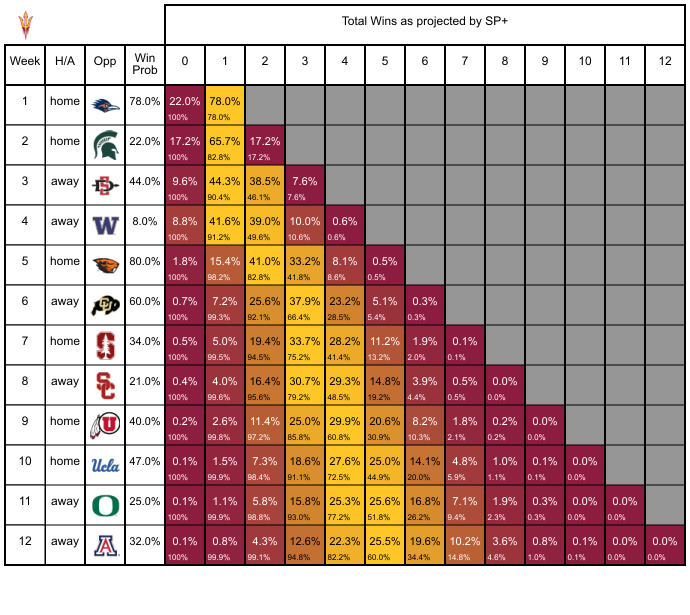 Total Wins as projected by SP+
Week H/A Opp Win Prob 0 1 2 3 4 5 6 7 8 9 10 11 12
1 home 78.0% 22.0% 78.0%
100% 78.0%
2 home 22.0% 17.2% 65.7% 17.2%
100% 82.8% 17.2%
3 away SD 44.0% 9.6% 44.3% 38.5% 7.6%
100% 90.4% 46.1% 7.6%
4 away W 8.0% 8.8% 41.6% 39.0% 10.0% 0.6%
100% 91.2% 49.6% 10.6% 0.6%
5 home 80.0% 1.8% 15.4% 41.0% 33.2% 8.1% 0.5%
100% 98.2% 82.8% 41.8% 8.6% 0.5%
6 away CU 60.0% 0.7% 7.2% 25.6% 37.9% 23.2% 5.1% 0.3%
100% 99.3% 92.1% 66.4% 28.5% 5.4% 0.3%
7 home S 34.0% 0.5% 5.0% 19.4% 33.7% 28.2% 11.2% 1.9% 0.1%
100% 99.5% 94.5% 75.2% 41.4% 13.2% 2.0% 0.1%
8 away SC 21.0% 0.4% 4.0% 16.4% 30.7% 29.3% 14.8% 3.9% 0.5% 0.0%
100% 99.6% 95.6% 79.2% 48.5% 19.2% 4.4% 0.5% 0.0%
9 home U 40.0% 0.2% 2.6% 11.4% 25.0% 29.9% 20.6% 8.2% 1.8% 0.2% 0.0%
100% 99.8% 97.2% 85.8% 60.8% 30.9% 10.3% 2.1% 0.2% 0.0%
10 home Ucla 47.0% 0.1% 1.5% 7.3% 18.6% 27.6% 25.0% 14.1% 4.8% 1.0% 0.1% 0.0%
100% 99.9% 98.4% 91.1% 72.5% 44.9% 20.0% 5.9% 1.1% 0.1% 0.0%
11 away O 25.0% 0.1% 1.1% 5.8% 15.8% 25.3% 25.6% 16.8% 7.1% 1.9% 0.3% 0.0% 0.0%
100% 99.9% 98.8% 93.0% 77.2% 51.8% 26.2% 9.4% 2.3% 0.3% 0.0% 0.0%
12 away A 32.0% 0.1% 0.8% 4.3% 12.6% 22.3% 25.5% 19.6% 10.2% 3.6% 0.8% 0.1% 0.0% 0.0%
100% 99.9% 99.1% 94.8% 82.2% 60.0% 34.4% 14.8% 4.6% 1.0% 0.1% 0.0% 0.0%